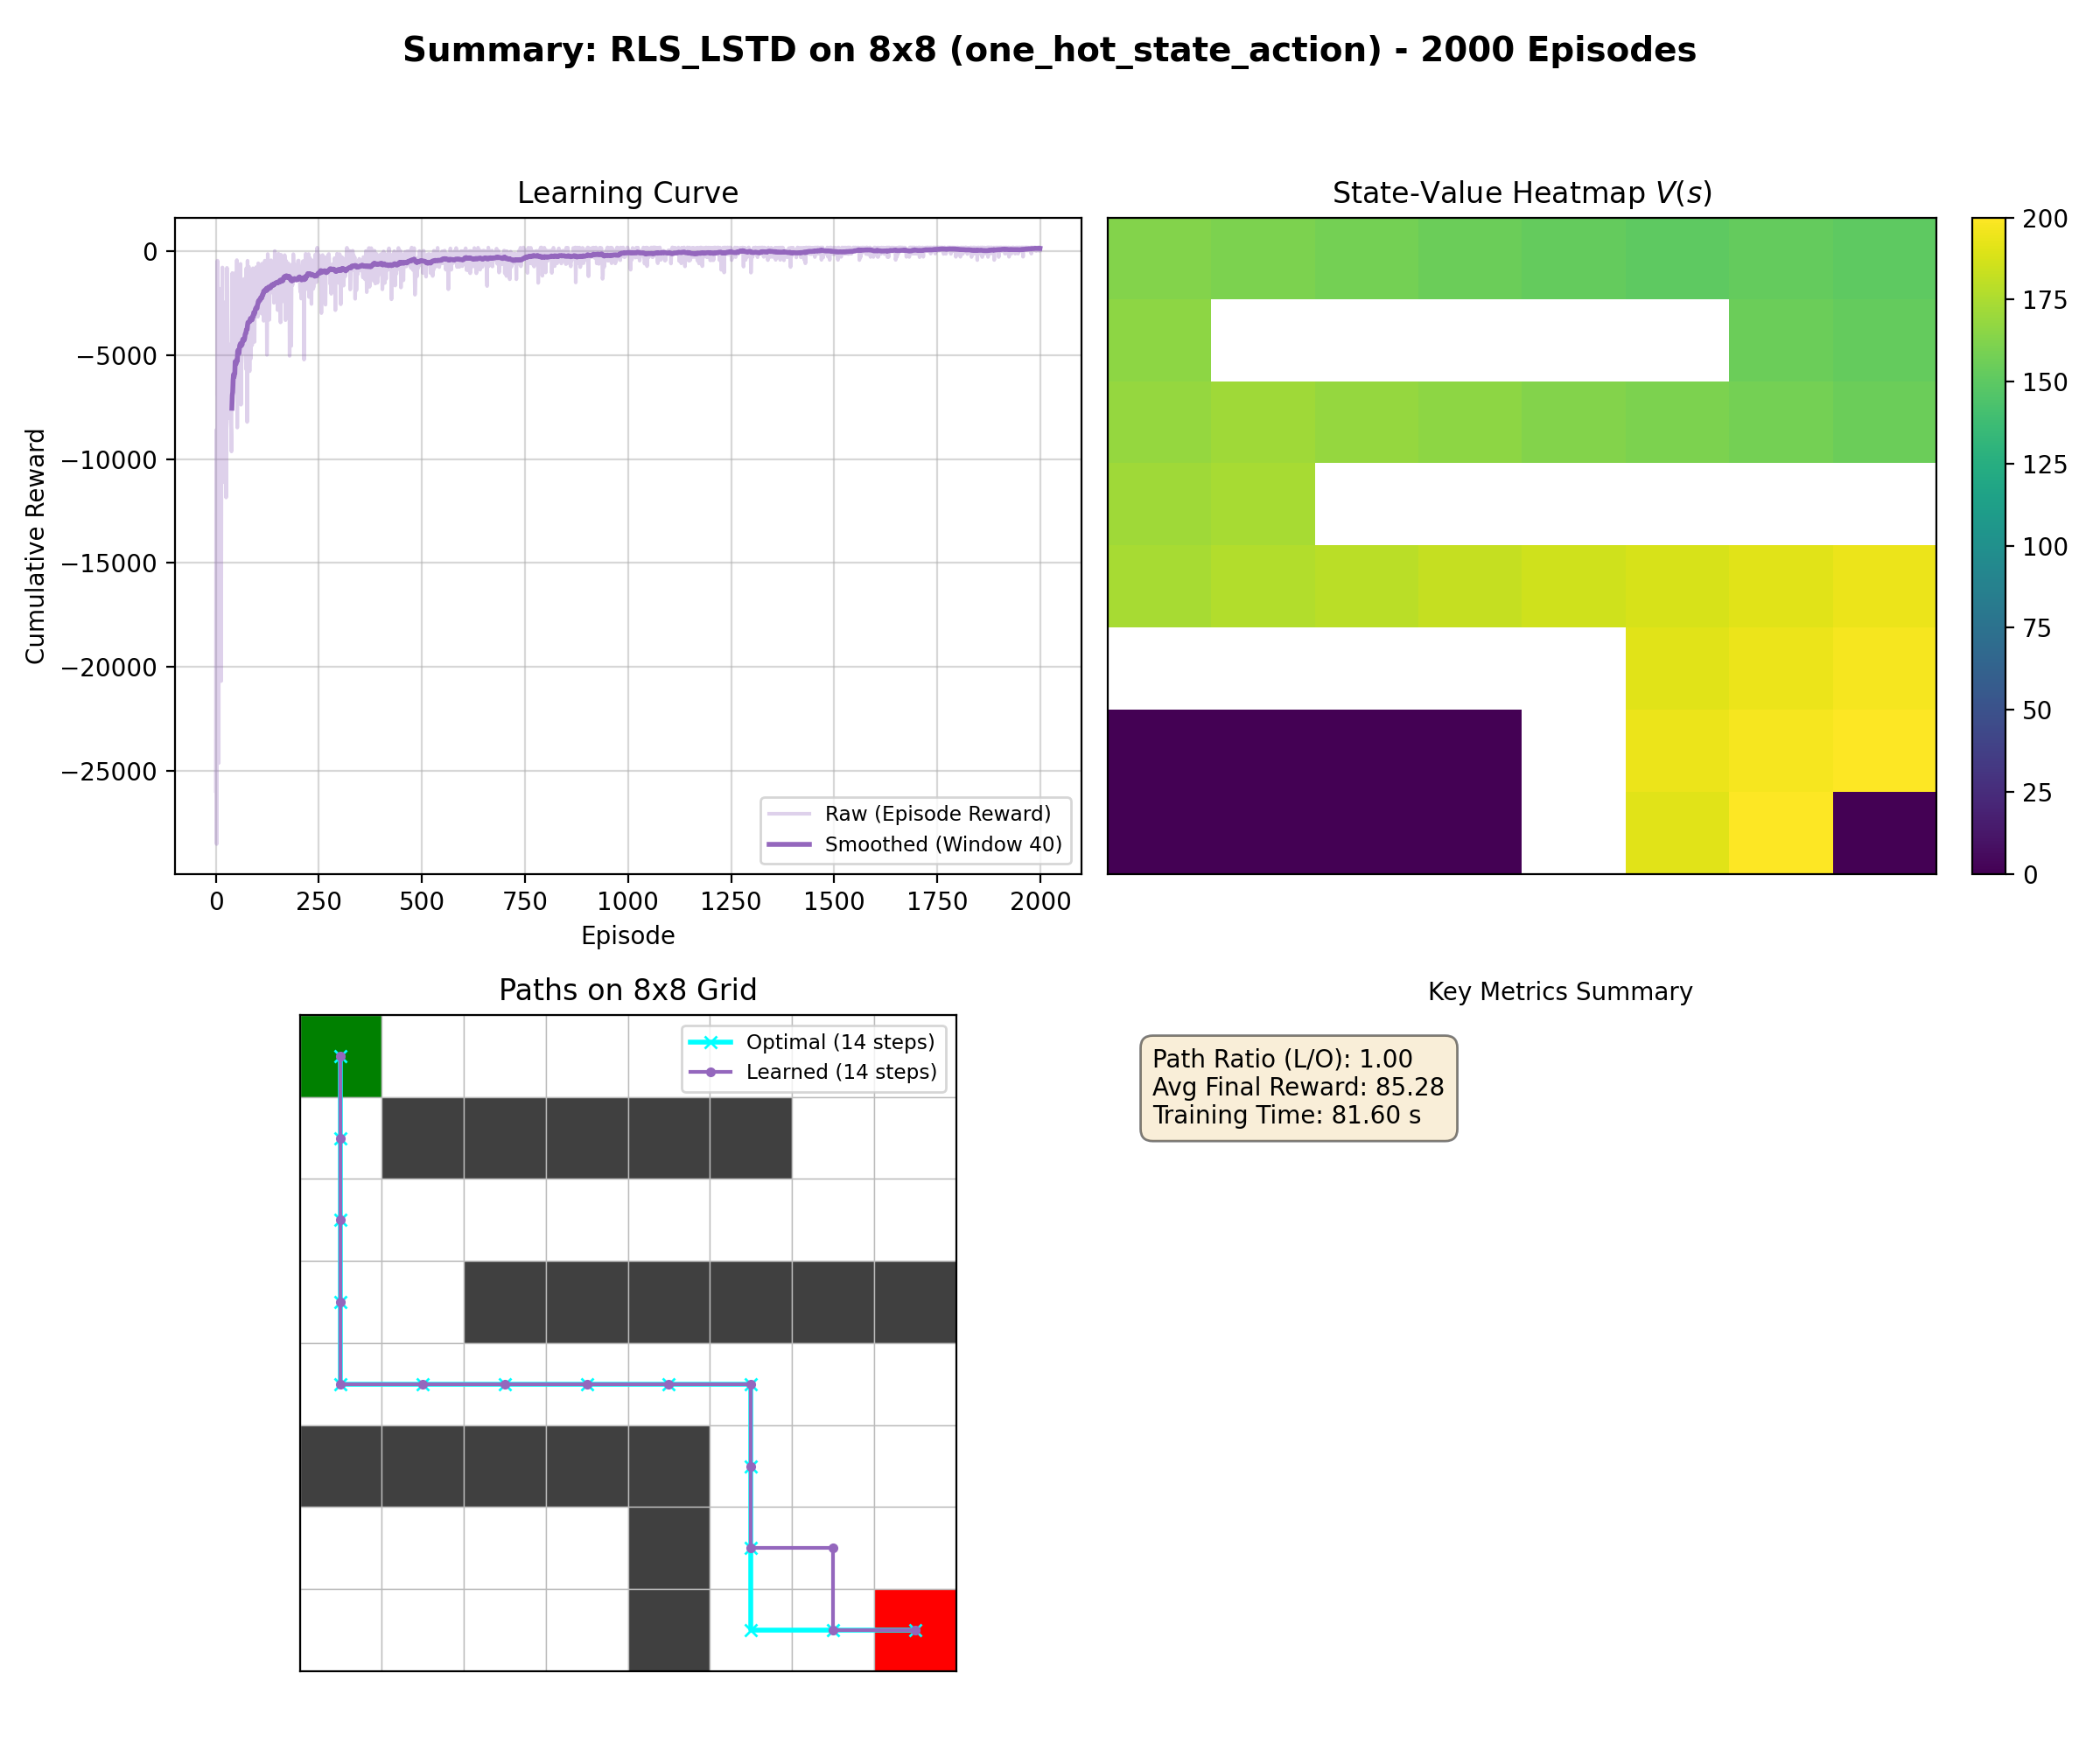 Summary: RLS_LSTD on 8x8 (one_hot_state_action) - 2000 Episodes
Learning Curve
Cumulative Reward
0
−5000
−10000
−15000
−20000
−25000
Raw (Episode Reward)
Smoothed (Window 40)
0 250 500 750 1000 1250 1500 1750 2000
Episode
State-Value Heatmap V(s)
200
175
150
125
100
75
50
25
0
Paths on 8x8 Grid
Optimal (14 steps)
Learned (14 steps)
Key Metrics Summary
Path Ratio (L/O): 1.00
Avg Final Reward: 85.28
Training Time: 81.60 s